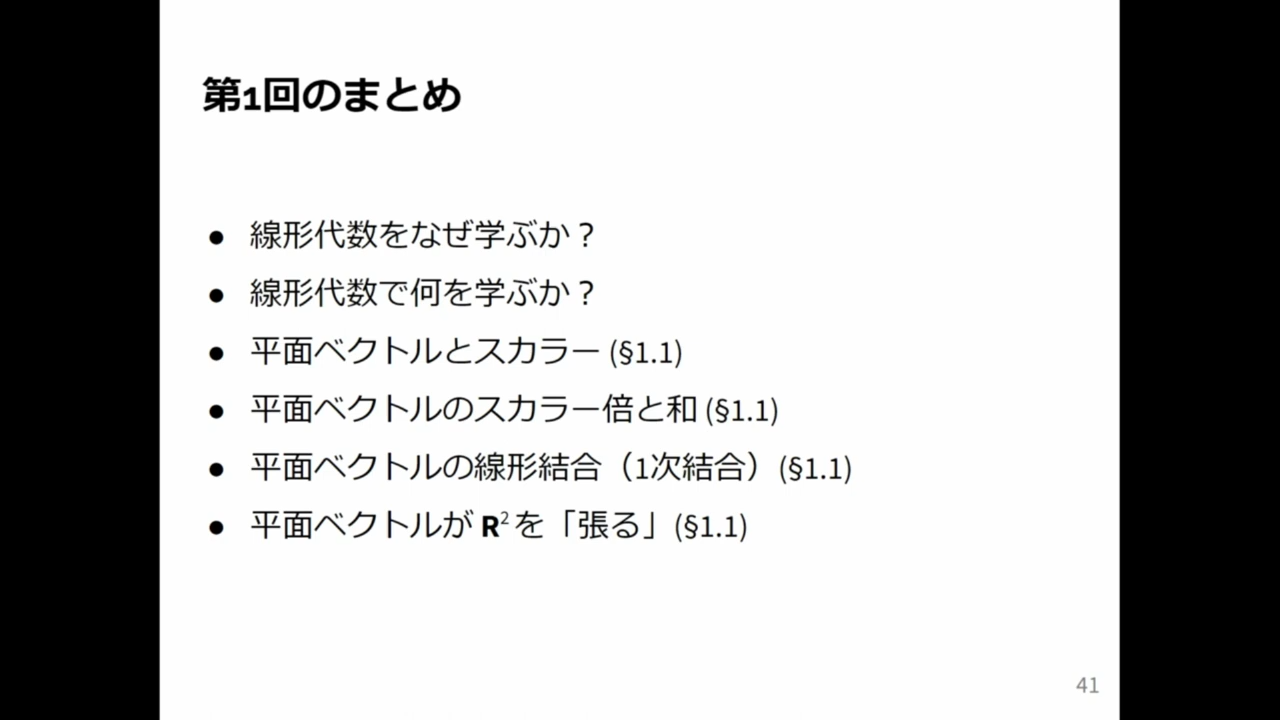 第1回のまとめ
● 線形代数をなぜ学ぶか？
● 線形代数で何を学ぶか？
● 平面ベクトルとスカラー (§1.1)
● 平面ベクトルのスカラー倍と和 (§1.1)
● 平面ベクトルの線形結合（1次結合）(§1.1)
● 平面ベクトルが R² を「張る」(§1.1)
41